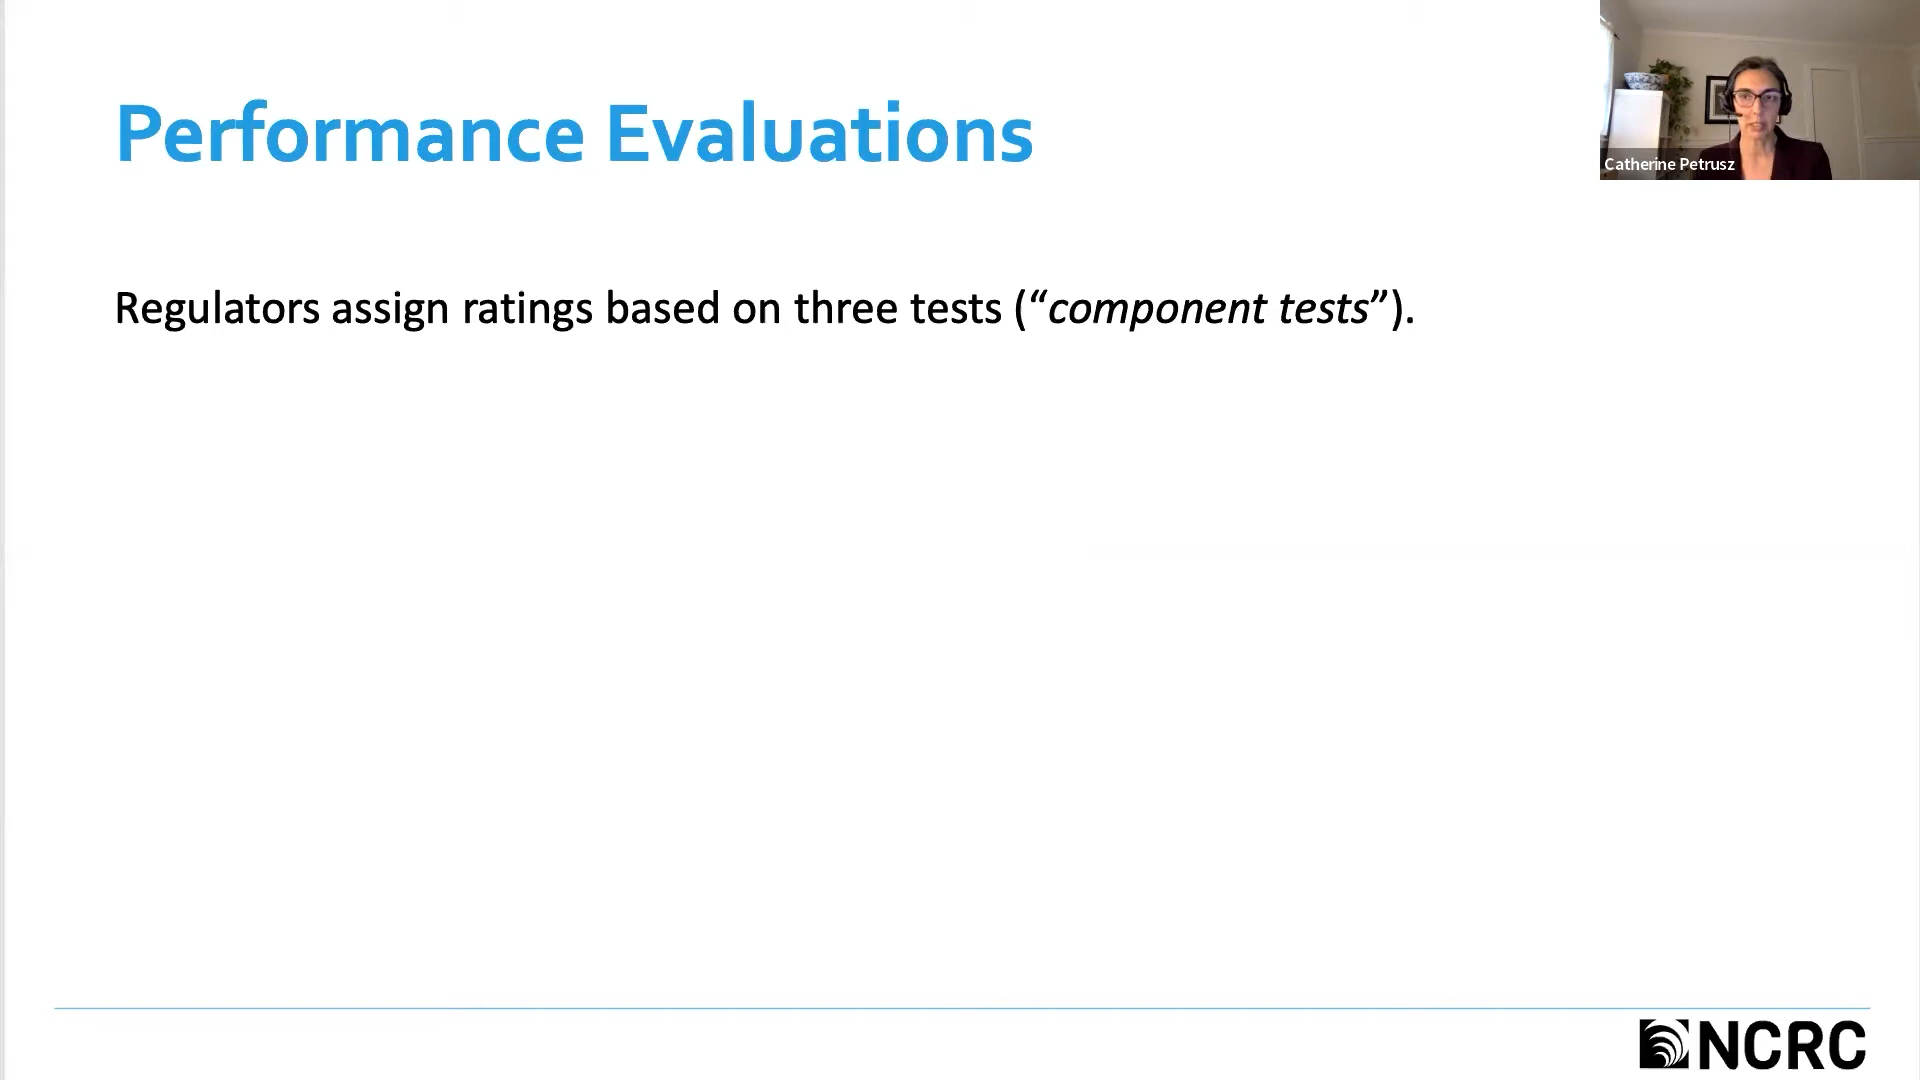 Performance Evaluations
Catherine Petrusz
Regulators assign ratings based on three tests (“component tests”).
NCRC